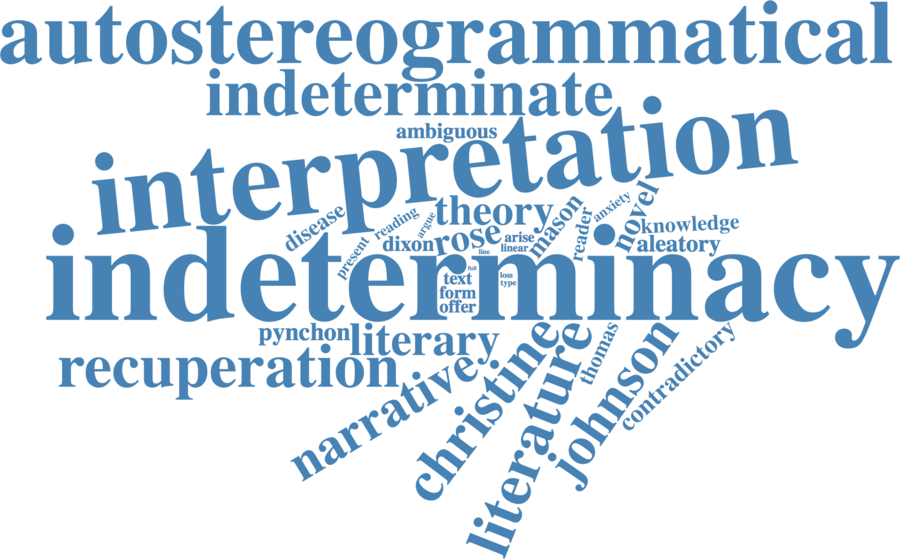 autostereogrammatical
indeterminate
ambiguous
interpretation
disease
reading
argue
theory
mason
reader
anxiety
novel
knowledge
present
dixon
rose
arise
linear
line
aleatory
indeterminacy
full
text
form
offer
loss
type
pynchon
literary
recuperation
narrative
christine
literature
thomas
johnson
contradictory